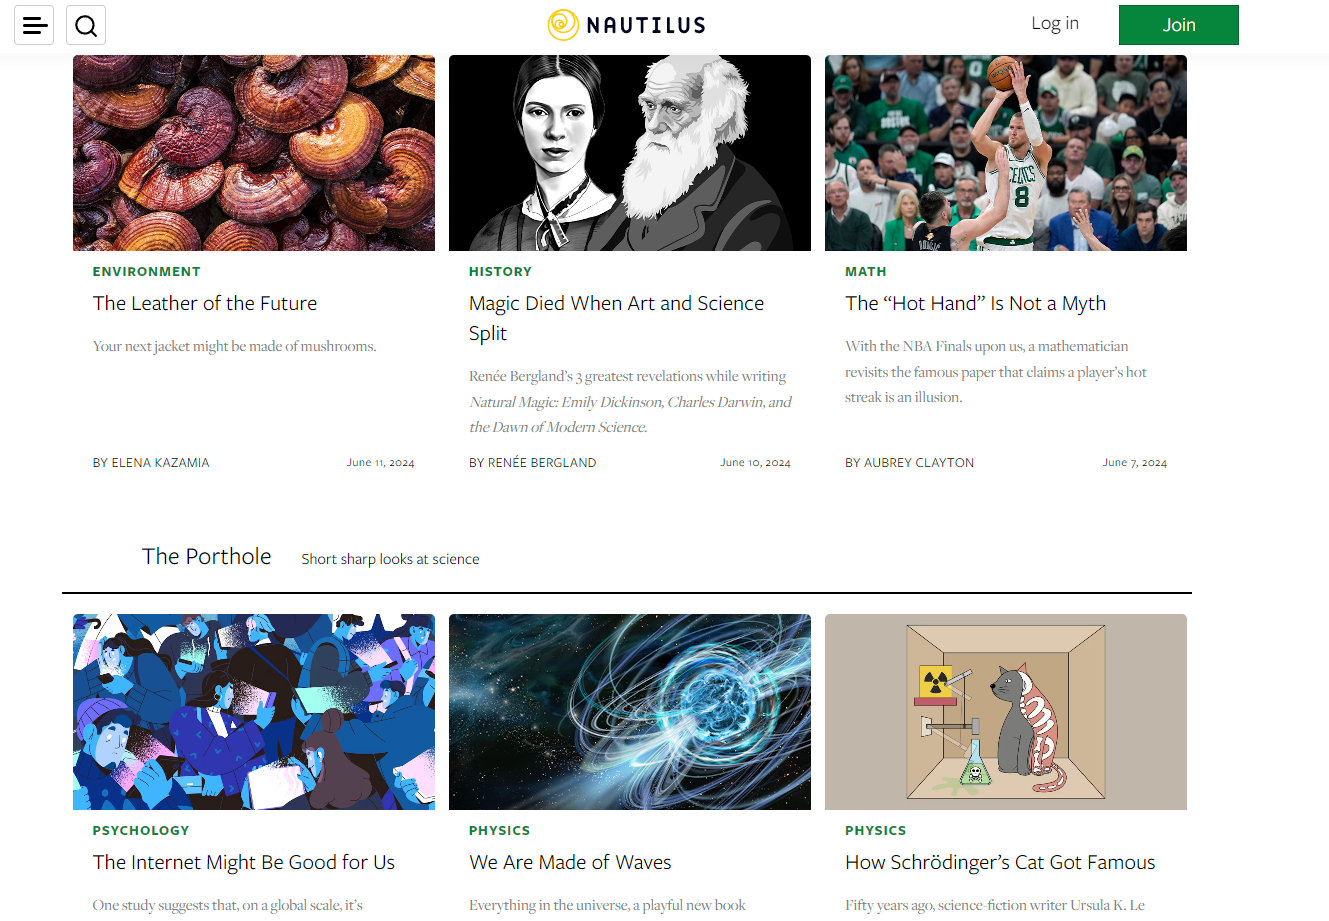 NAUTILUS
Log in
Join
CELTICS
8
ENVIRONMENT
The Leather of the Future
Your next jacket might be made of mushrooms.
BY ELENA KAZAMIA
June 11, 2024
HISTORY
Magic Died When Art and Science
Split
Renée Bergland’s 3 greatest revelations while writing
Natural Magic: Emily Dickinson, Charles Darwin, and
the Dawn of Modern Science.
BY RENÉE BERGLAND
June 10, 2024
MATH
The “Hot Hand” Is Not a Myth
With the NBA Finals upon us, a mathematician
revisits the famous paper that claims a player’s hot
streak is an illusion.
BY AUBREY CLAYTON
June 7, 2024
The Porthole
Short sharp looks at science
PSYCHOLOGY
The Internet Might Be Good for Us
One study suggests that, on a global scale, it’s
PHYSICS
We Are Made of Waves
Everything in the universe, a playful new book
PHYSICS
How Schrödinger’s Cat Got Famous
Fifty years ago, science-fiction writer Ursula K. Le